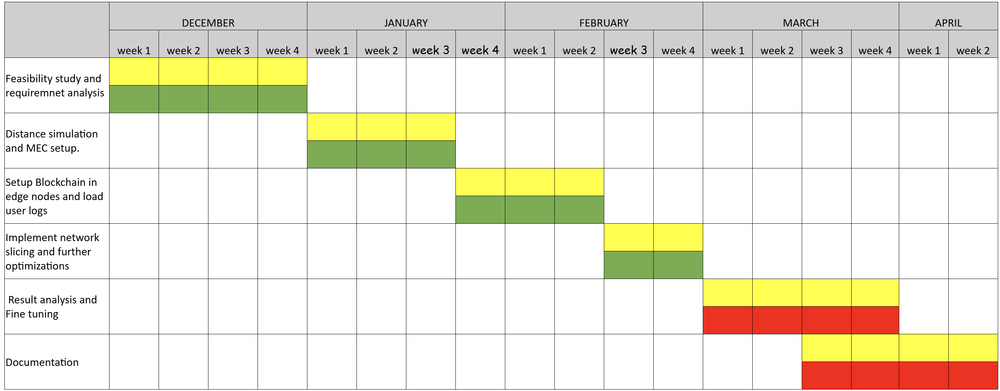 DECEMBER JANUARY FEBRUARY MARCH APRIL
week 1 week 2 week 3 week 4 week 1 week 2 week 3 week 4 week 1 week 2 week 3 week 4 week 1 week 2 week 3 week 4 week 1 week 2
Feasibility study and
requiremnet analysis
Distance simulation
and MEC setup.
Setup Blockchain in
edge nodes and load
user logs
Implement network
slicing and further
optimizations
Result analysis and
Fine tuning
Documentation